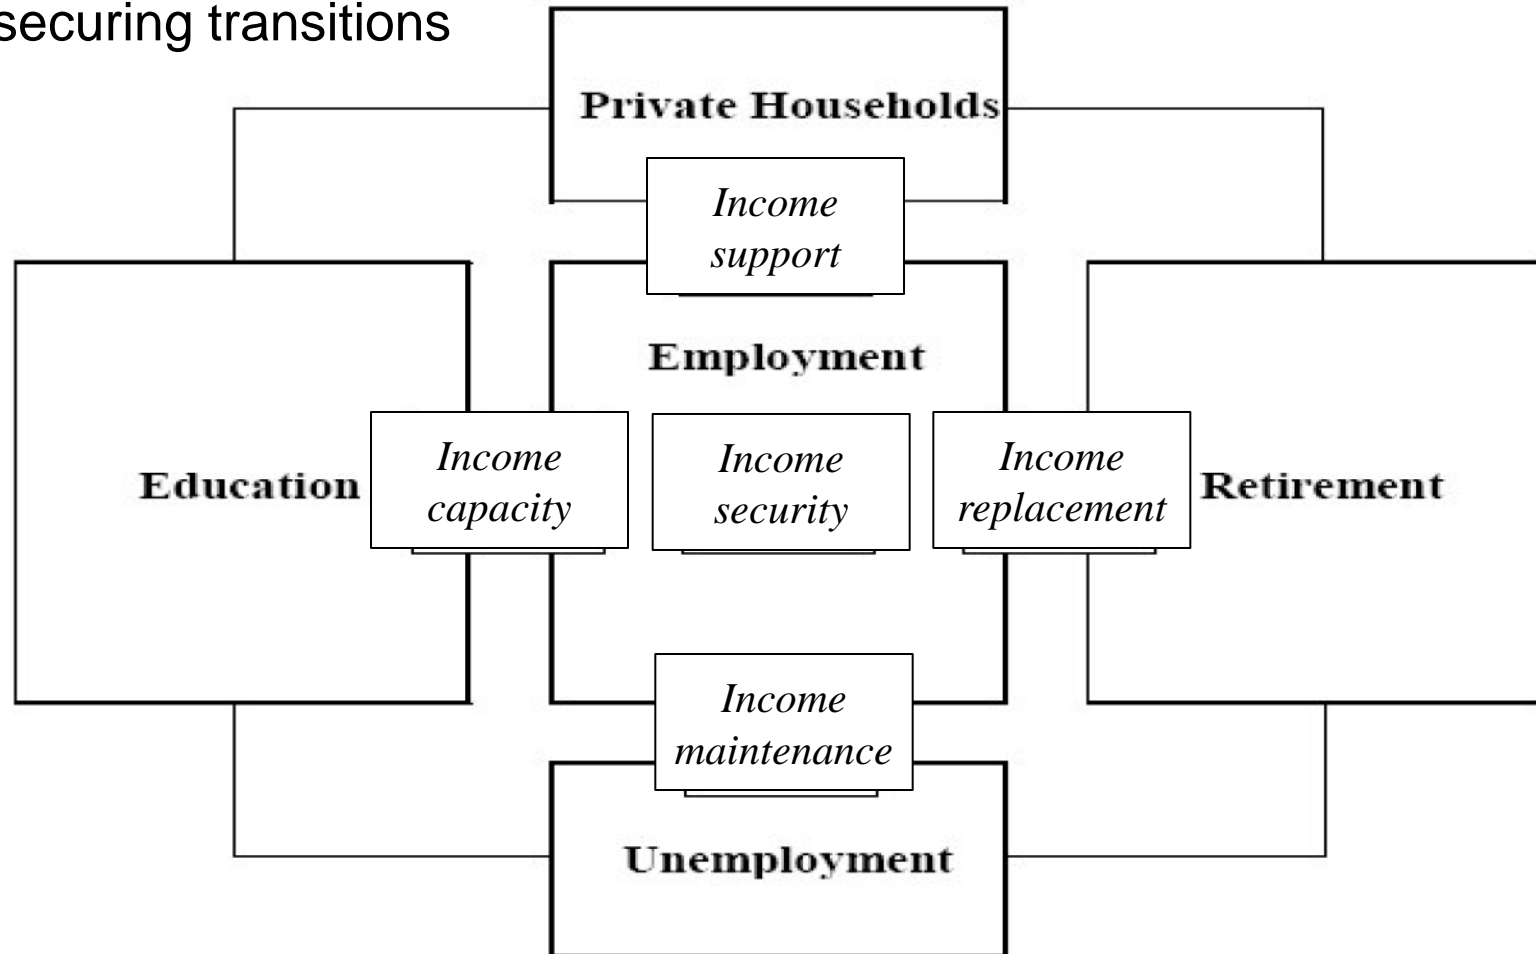 securing transitions
Private Households
Income
support
Employment
Education
Income
capacity
Income
security
Income
replacement
Retirement
Income
maintenance
Unemployment